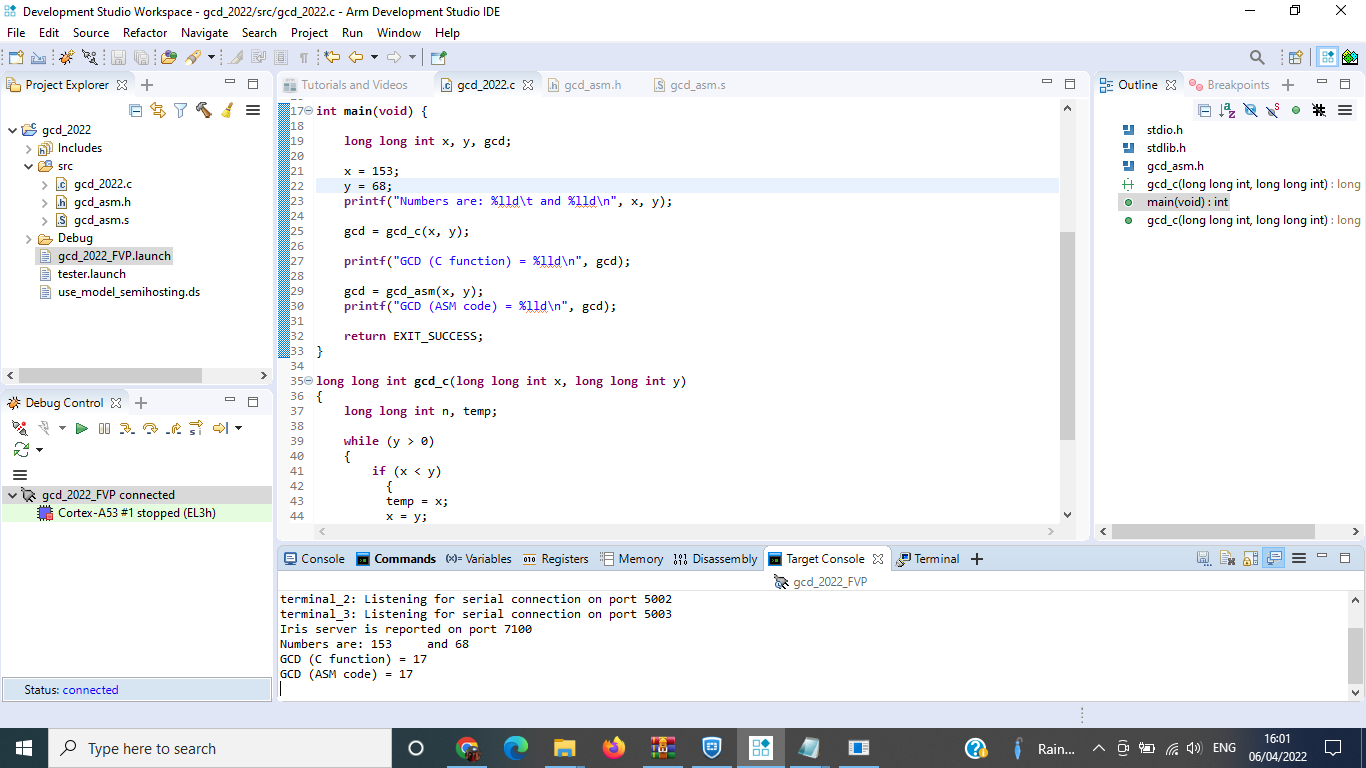 Development Studio Workspace - gcd_2022/src/gcd_2022.c - Arm Development Studio IDE
File Edit Source Refactor Navigate Search Project Run Window Help
Project Explorer
gcd_2022
Includes
src
gcd_2022.c
gcd_asm.h
gcd_asm.s
Debug
gcd_2022_FVP.launch
tester.launch
use_model_semihosting.ds
Debug Control
gcd_2022_FVP connected
Cortex-A53 #1 stopped (EL3h)
Status: connected
Tutorials and Videos gcd_2022.c gcd_asm.h gcd_asm.s
17 int main(void) {
18
19 long long int x, y, gcd;
20
21 x = 153;
22 y = 68;
23 printf("Numbers are: %lld\t and %lld\n", x, y);
24
25 gcd = gcd_c(x, y);
26
27 printf("GCD (C function) = %lld\n", gcd);
28
29 gcd = gcd_asm(x, y);
30 printf("GCD (ASM code) = %lld\n", gcd);
31
32 return EXIT_SUCCESS;
33 }
34
35 long long int gcd_c(long long int x, long long int y)
36 {
37 long long int n, temp;
38
39 while (y > 0)
40 {
41 if (x < y)
42 {
43 temp = x;
44 x = y;
Outline Breakpoints
stdio.h
stdlib.h
gcd_asm.h
gcd_c(long long int, long long int) : long
main(void) : int
gcd_c(long long int, long long int) : long
Console Commands (x)= Variables Registers Memory Disassembly Target Console Terminal
gcd_2022_FVP
terminal_2: Listening for serial connection on port 5002
terminal_3: Listening for serial connection on port 5003
Iris server is reported on port 7100
Numbers are: 153 and 68
GCD (C function) = 17
GCD (ASM code) = 17
Type here to search
Rain...
ENG
16:01
06/04/2022